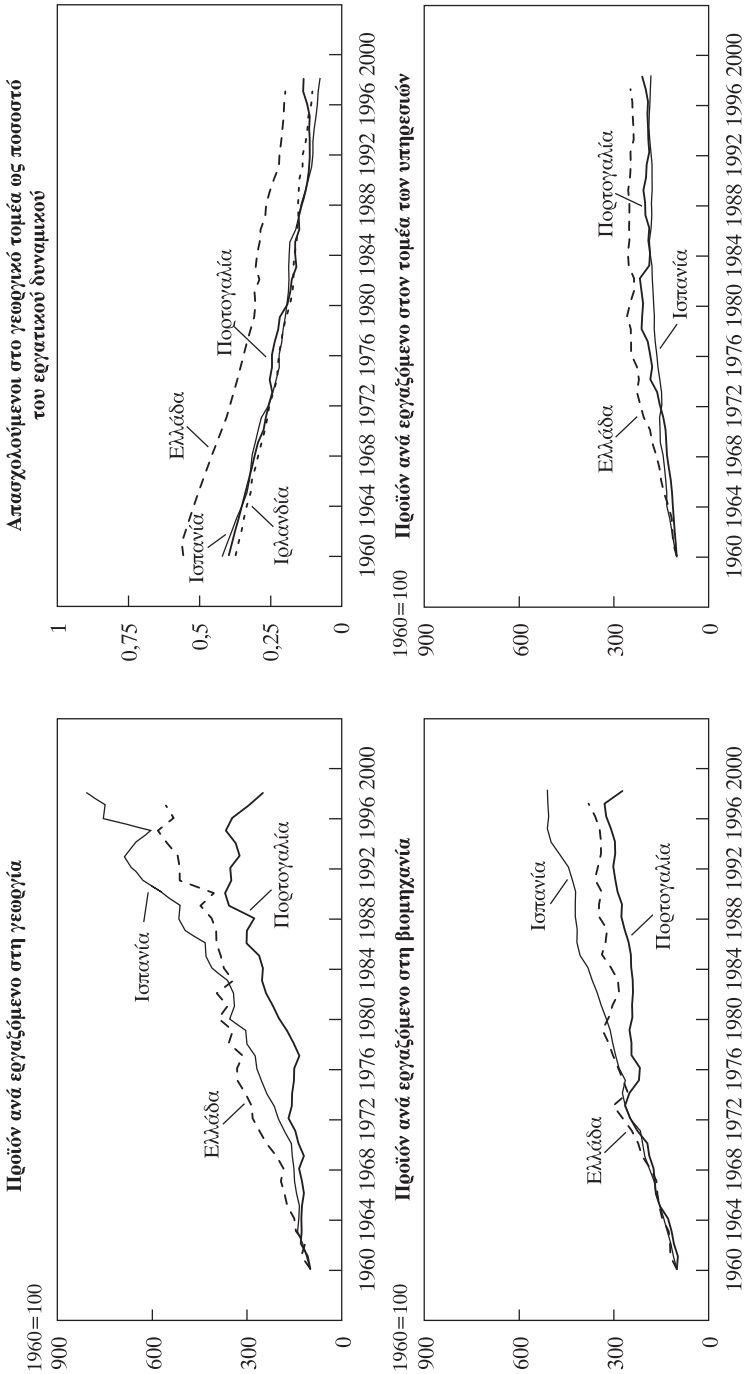 Προϊόν ανά εργαζόμενο στη γεωργία
1960=100
900
600
300
0
Ισπανία
Ελλάδα
Πορτογαλία
1960 1964 1968 1972 1976 1980 1984 1988 1992 1996 2000
Απασχολούμενοι στο γεωργικό τομέα ως ποσοστό
του εργατικού δυναμικού
1
0,75
0,5
0,25
0
Ελλάδα
Πορτογαλία
Ισπανία
Ιρλανδία
1960 1964 1968 1972 1976 1980 1984 1988 1992 1996 2000
Προϊόν ανά εργαζόμενο στη βιομηχανία
1960=100
900
600
300
0
Ισπανία
Ελλάδα
Πορτογαλία
1960 1964 1968 1972 1976 1980 1984 1988 1992 1996 2000
Προϊόν ανά εργαζόμενο στον τομέα των υπηρεσιών
1960=100
900
600
300
0
Ελλάδα
Πορτογαλία
Ισπανία
1960 1964 1968 1972 1976 1980 1984 1988 1992 1996 2000